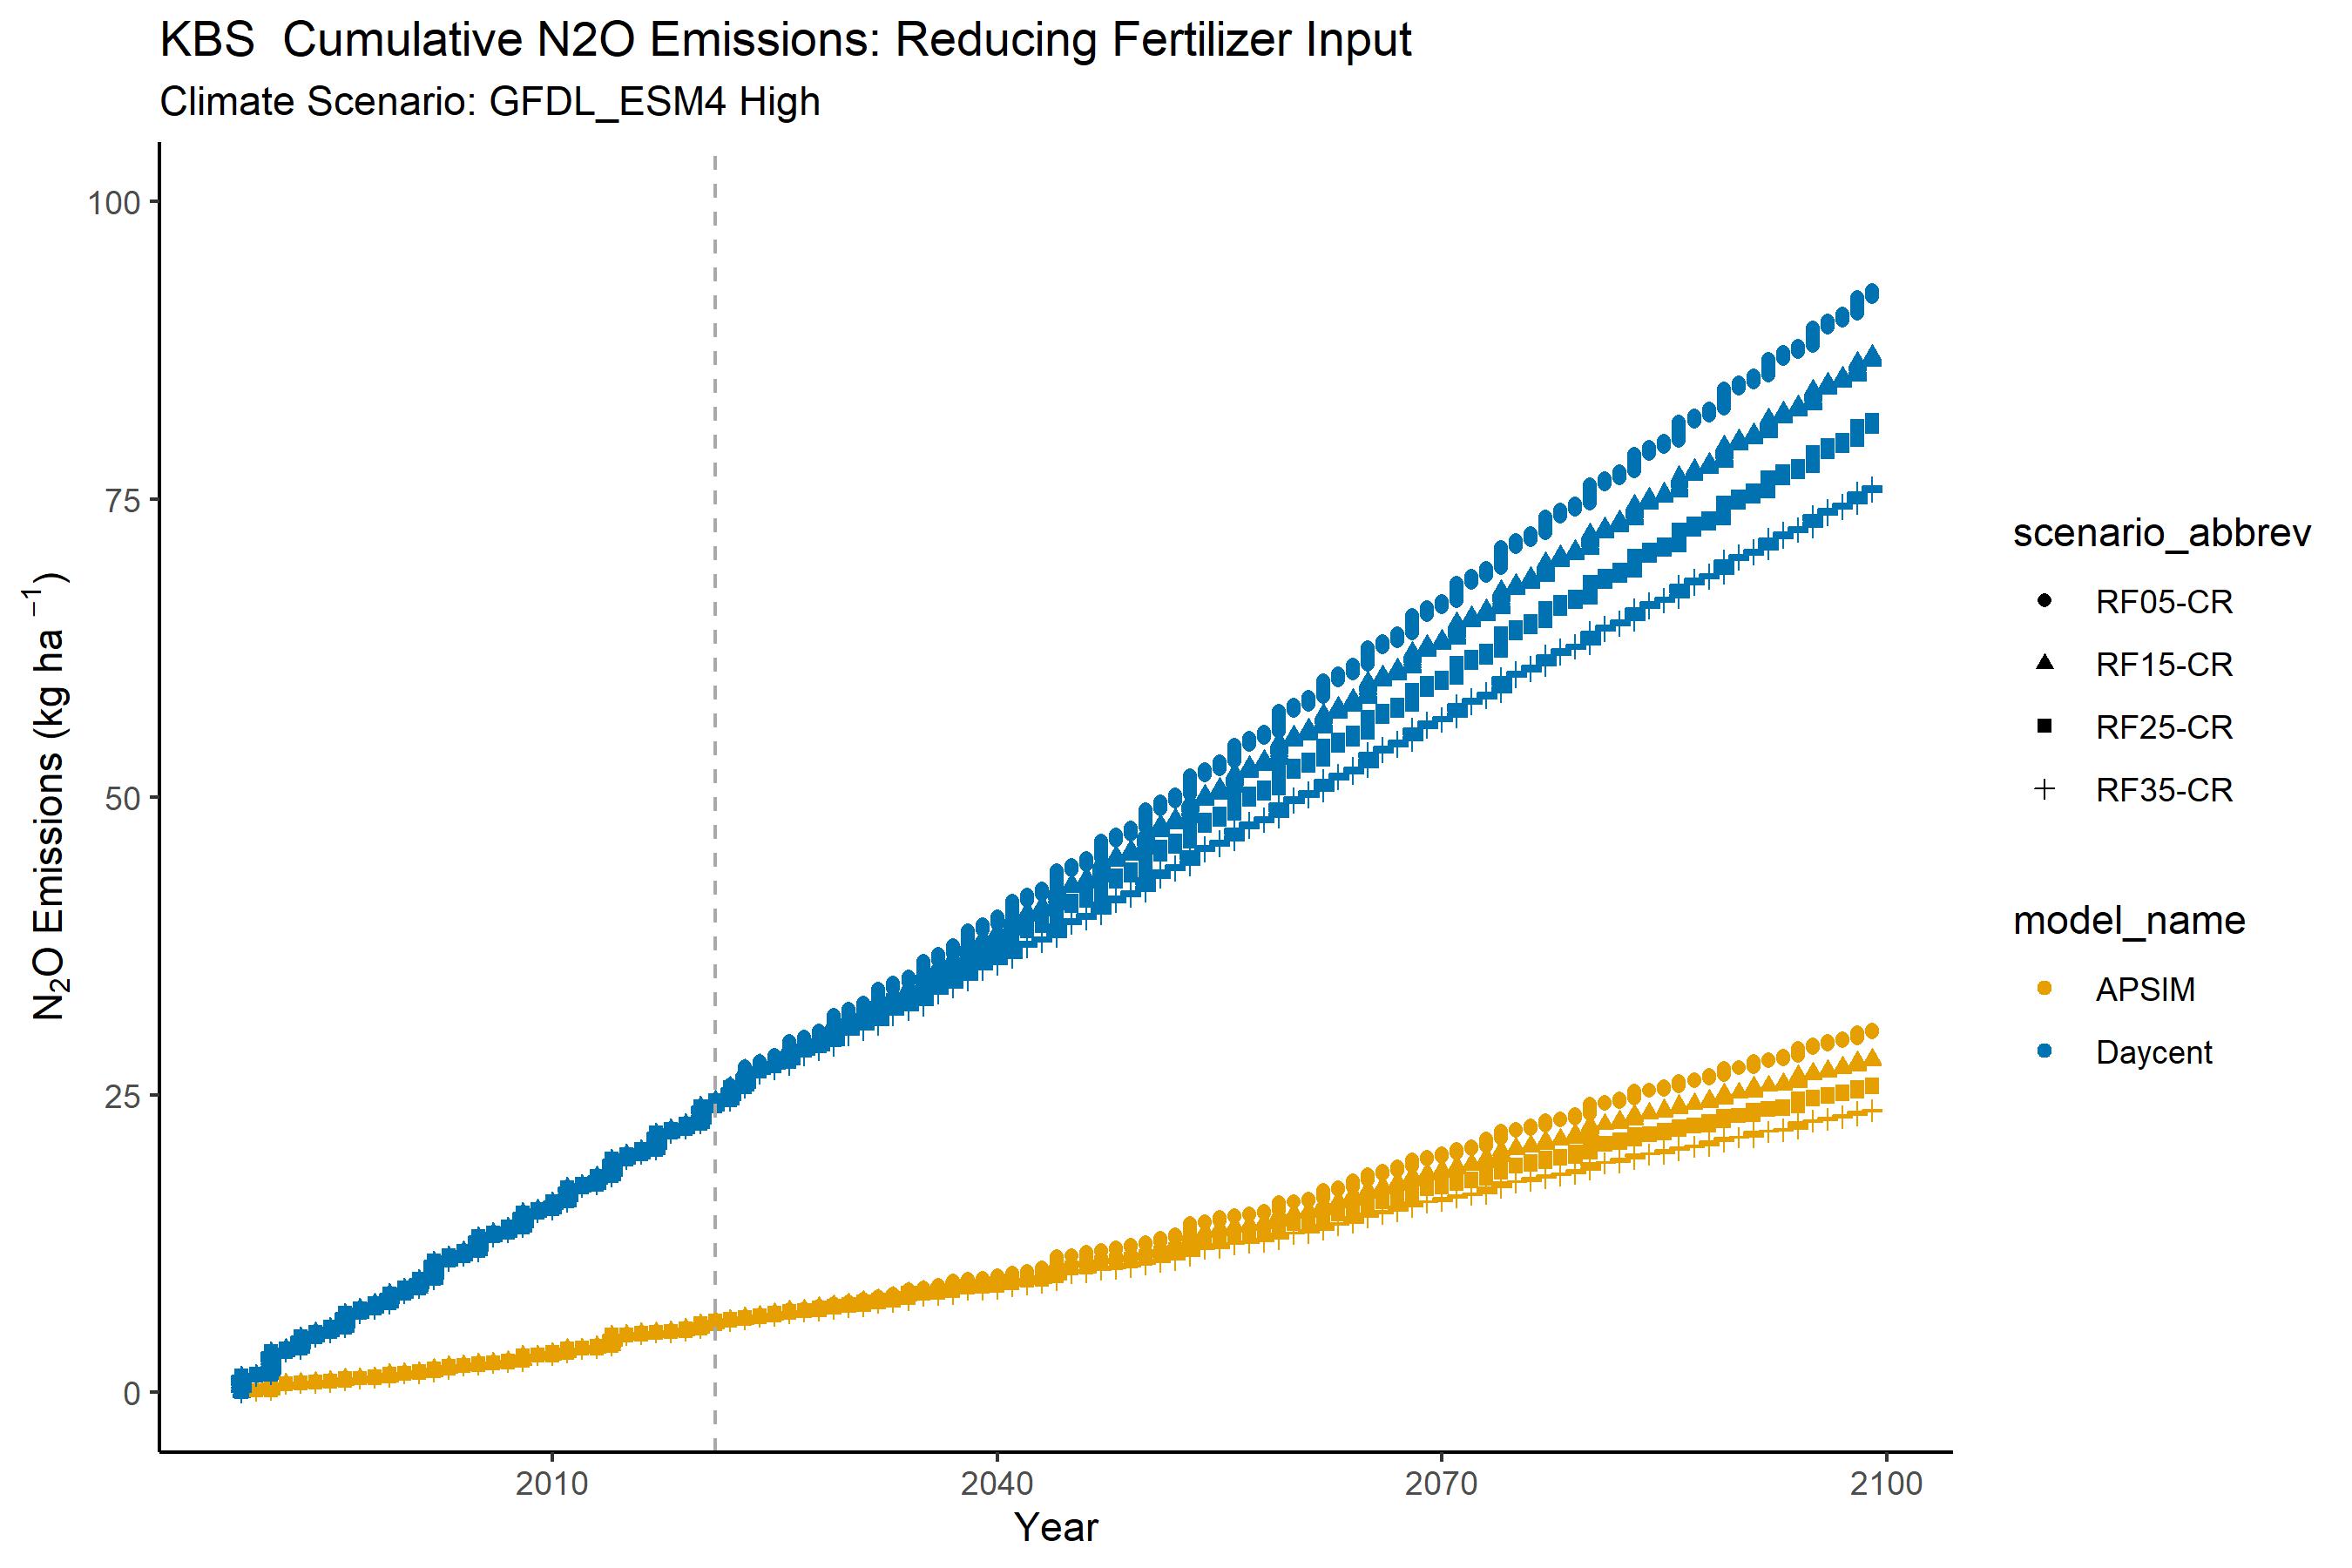 KBS  Cumulative N2O Emissions: Reducing Fertilizer Input
Climate Scenario: GFDL_ESM4 High
N₂O Emissions (kg ha ⁻¹)
100
75
50
25
0
2010
2040
2070
2100
Year
scenario_abbrev
RF05-CR
RF15-CR
RF25-CR
RF35-CR
model_name
APSIM
Daycent